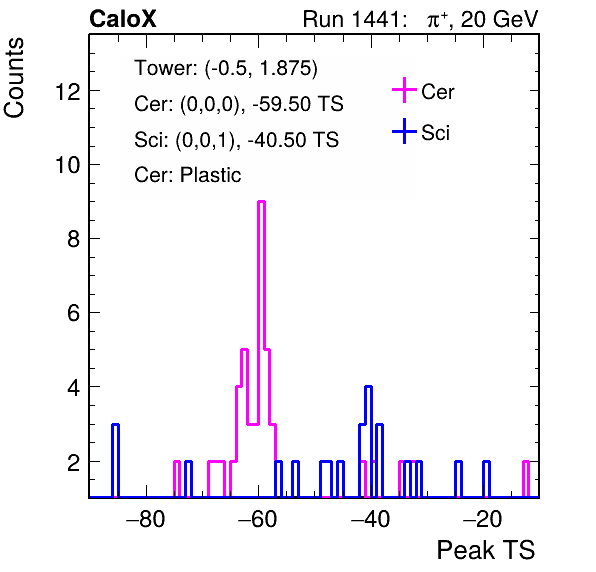 CaloX Run 1441: π⁺, 20 GeV
Counts
Tower: (-0.5, 1.875)
Cer: (0,0,0), -59.50 TS
Sci: (0,0,1), -40.50 TS
Cer: Plastic
Cer
Sci
12
10
8
6
4
2
−80 −60 −40 −20
Peak TS